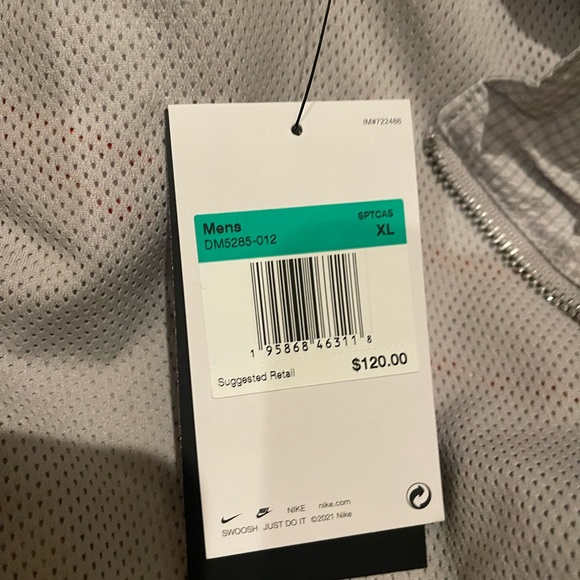 IM#722486
Mens SPTCAS
DM5285-012 XL
1 95868 46311 8
Suggested Retail $120.00
NIKE nike.com
SWOOSH JUST DO IT ©2021 Nike